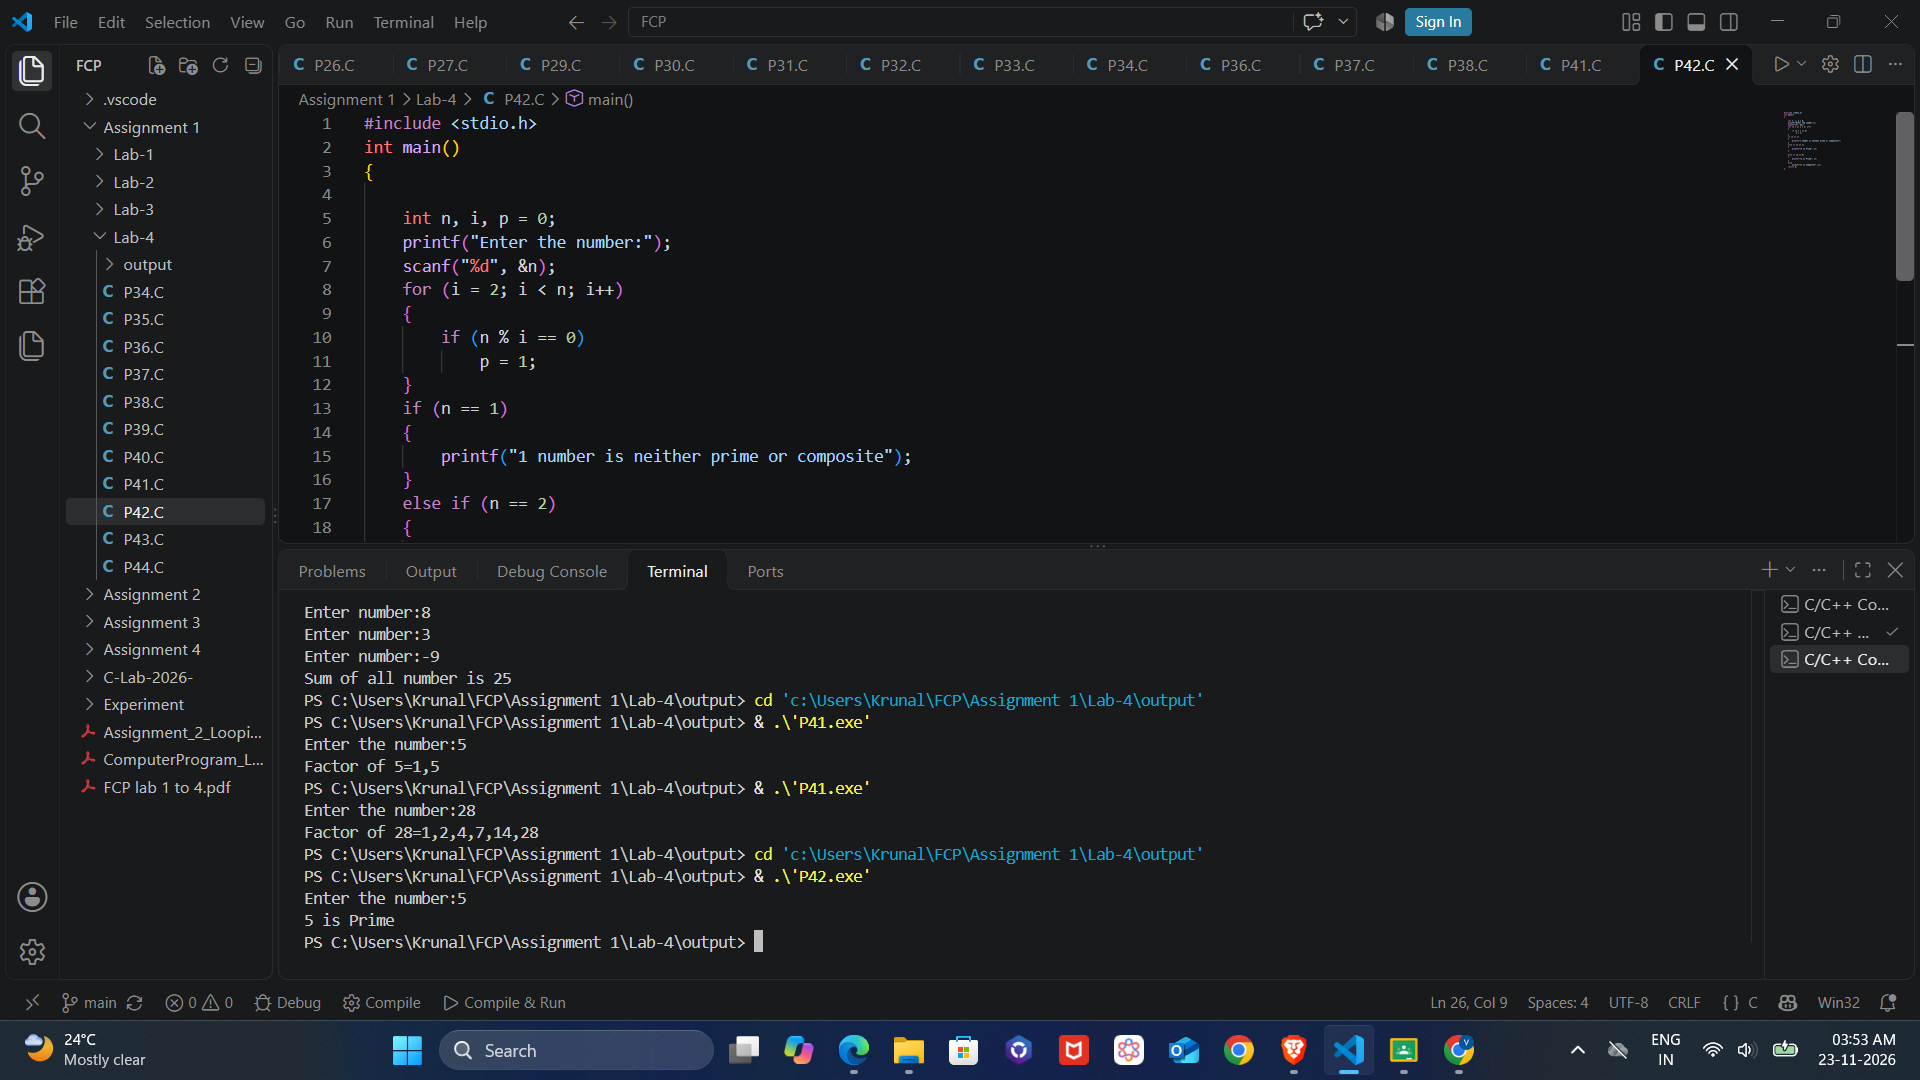 File Edit Selection View Go Run Terminal Help FCP Sign In
FCP
P26.C P27.C P29.C P30.C P31.C P32.C P33.C P34.C P36.C P37.C P38.C P41.C P42.C
Assignment 1 > Lab-4 > C P42.C > main()
.vscode
Assignment 1
Lab-1
Lab-2
Lab-3
Lab-4
output
C P34.C
C P35.C
C P36.C
C P37.C
C P38.C
C P39.C
C P40.C
C P41.C
C P42.C
C P43.C
C P44.C
Assignment 2
Assignment 3
Assignment 4
C-Lab-2026-
Experiment
Assignment_2_Loopi...
ComputerProgram_L...
FCP lab 1 to 4.pdf
1 #include <stdio.h>
2 int main()
3 {
4
5 int n, i, p = 0;
6 printf("Enter the number:");
7 scanf("%d", &n);
8 for (i = 2; i < n; i++)
9 {
10 if (n % i == 0)
11 p = 1;
12 }
13 if (n == 1)
14 {
15 printf("1 number is neither prime or composite");
16 }
17 else if (n == 2)
18 {
Problems Output Debug Console Terminal Ports
Enter number:8
Enter number:3
Enter number:-9
Sum of all number is 25
PS C:\Users\Krunal\FCP\Assignment 1\Lab-4\output> cd 'c:\Users\Krunal\FCP\Assignment 1\Lab-4\output'
PS C:\Users\Krunal\FCP\Assignment 1\Lab-4\output> & .\'P41.exe'
Enter the number:5
Factor of 5=1,5
PS C:\Users\Krunal\FCP\Assignment 1\Lab-4\output> & .\'P41.exe'
Enter the number:28
Factor of 28=1,2,4,7,14,28
PS C:\Users\Krunal\FCP\Assignment 1\Lab-4\output> cd 'c:\Users\Krunal\FCP\Assignment 1\Lab-4\output'
PS C:\Users\Krunal\FCP\Assignment 1\Lab-4\output> & .\'P42.exe'
Enter the number:5
5 is Prime
PS C:\Users\Krunal\FCP\Assignment 1\Lab-4\output>
C/C++ Co...
C/C++ ...
C/C++ Co...
main 0 0 Debug Compile Compile & Run Ln 26, Col 9 Spaces: 4 UTF-8 CRLF { } C Win32
24°C
Mostly clear
Search
ENG
IN
03:53 AM
23-11-2026